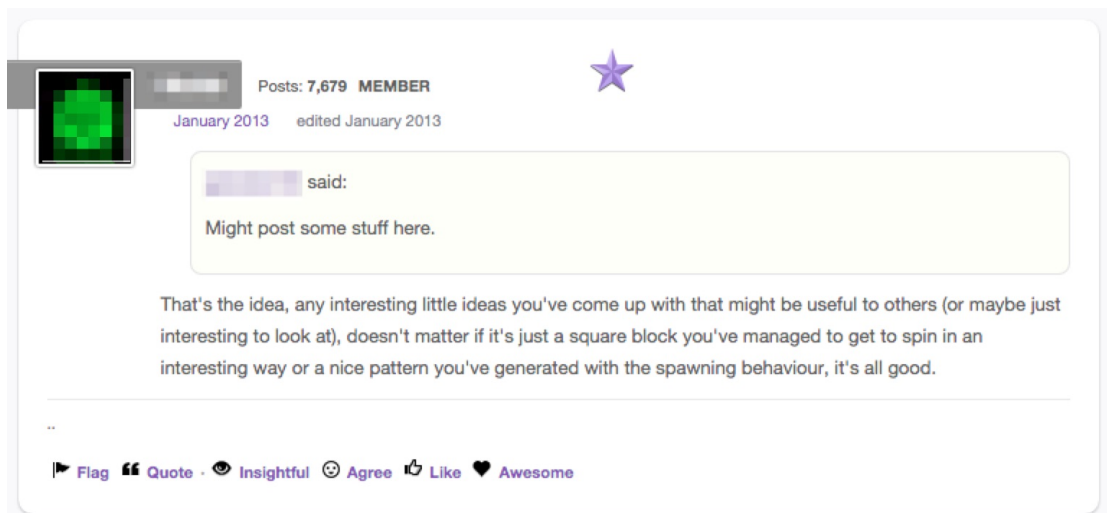 Posts: 7,679 MEMBER
January 2013 edited January 2013
said:
Might post some stuff here.
That's the idea, any interesting little ideas you've come up with that might be useful to others (or maybe just
interesting to look at), doesn't matter if it's just a square block you've managed to get to spin in an
interesting way or a nice pattern you've generated with the spawning behaviour, it's all good.
..
Flag Quote · Insightful Agree Like Awesome